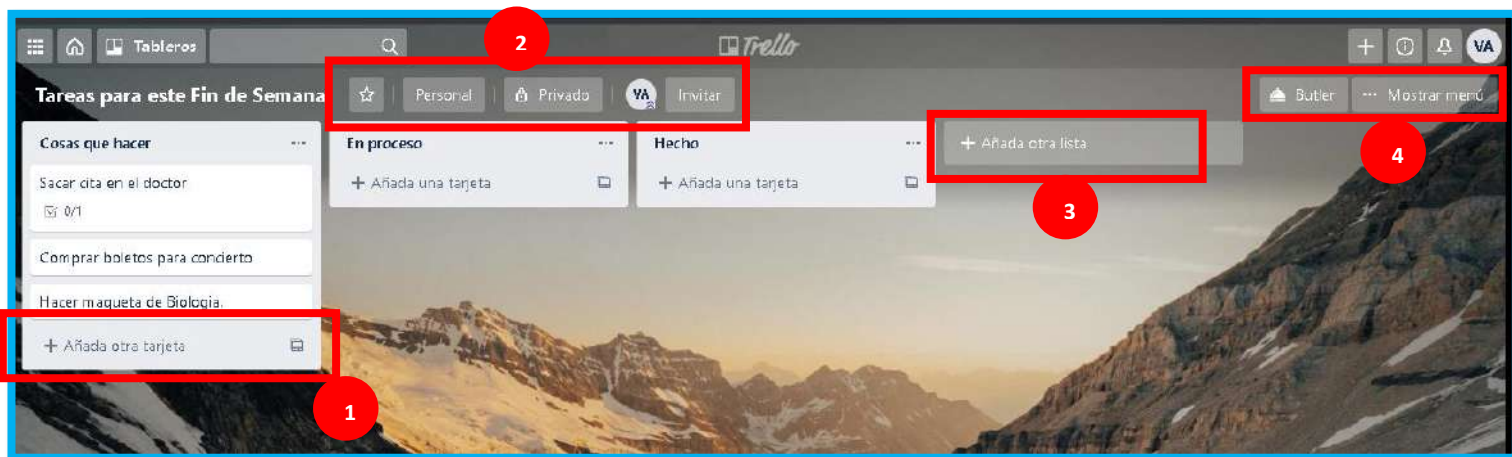 Tableros
2
Trello
VA
Tareas para este Fin de Semana
Personal
Privado
VA
Invitar
Butler
··· Mostrar menú
Cosas que hacer ···
En proceso ···
Hecho ···
+ Añada otra lista
4
Sacar cita en el doctor
+ Añada una tarjeta
+ Añada una tarjeta
0/1
3
Comprar boletos para concierto
Hacer maqueta de Biología.
+ Añada otra tarjeta
1